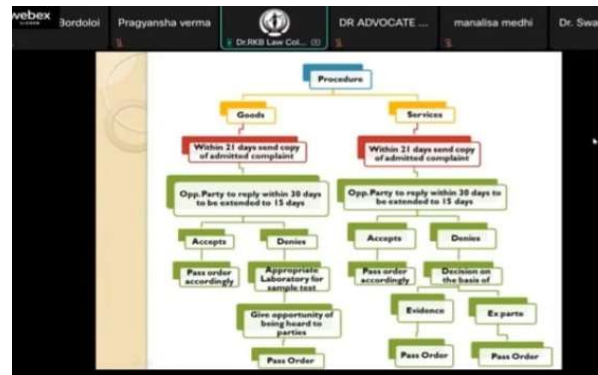 webex
Bordoloi
Pragyansha verma
Dr.RKB Law Col...
DR ADVOCATE ...
manalisa medhi
Dr. Swa
Procedure
Goods
Services
Within 21 days send copy
of admitted complaint
Within 21 days send copy
of admitted complaint
Opp. Party to reply within 30 days
to be extended to 15 days
Opp. Party to reply within 30 days to
be extended to 15 days
Accepts
Denies
Accepts
Denies
Pass order
accordingly
Appropriate
Laboratory for
sample test
Pass order
accordingly
Decision on
the basis of
Give opportunity of
being heard to
parties
Evidence
Ex parte
Pass Order
Pass Order
Pass Order